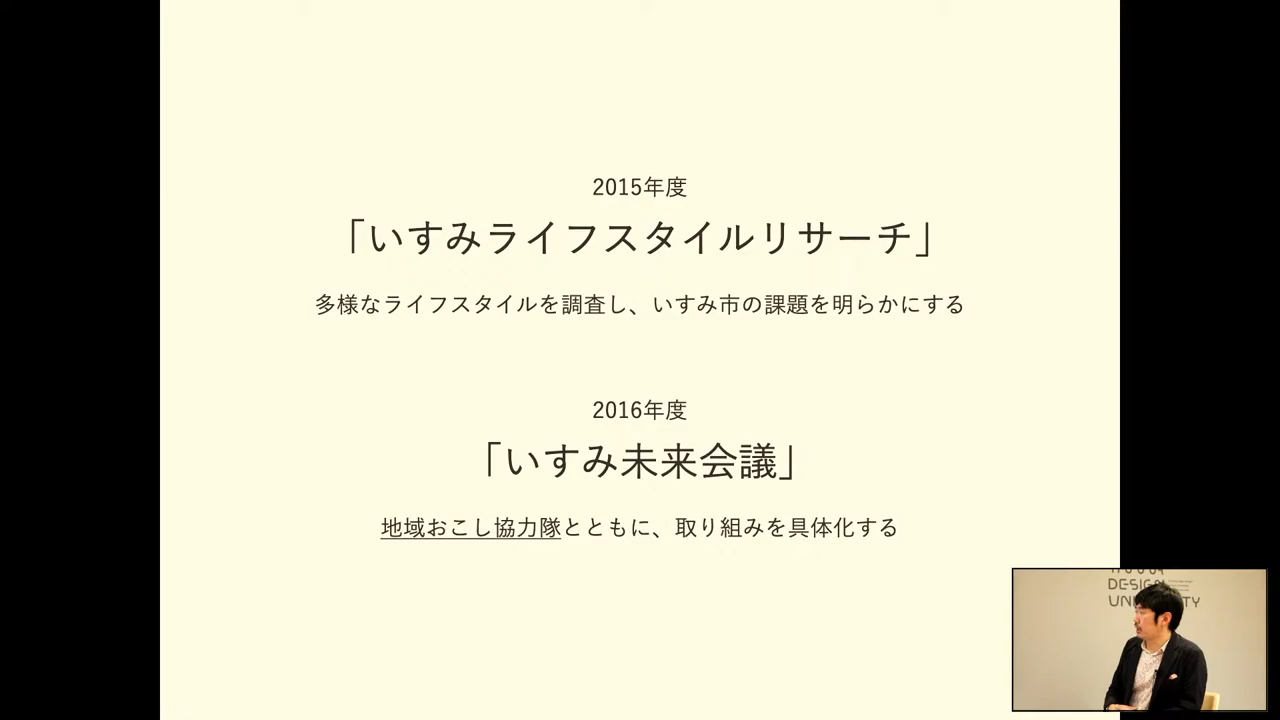 2015年度
「いすみライフスタイルリサーチ」
多様なライフスタイルを調査し、いすみ市の課題を明らかにする
2016年度
「いすみ未来会議」
地域おこし協力隊とともに、取り組みを具体化する
DESIGN